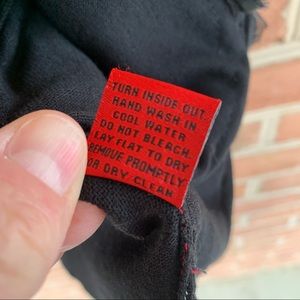 TURN INSIDE OUT.
HAND WASH IN
COOL WATER
DO NOT BLEACH.
LAY FLAT TO DRY
REMOVE PROMPTLY
OR DRY CLEAN